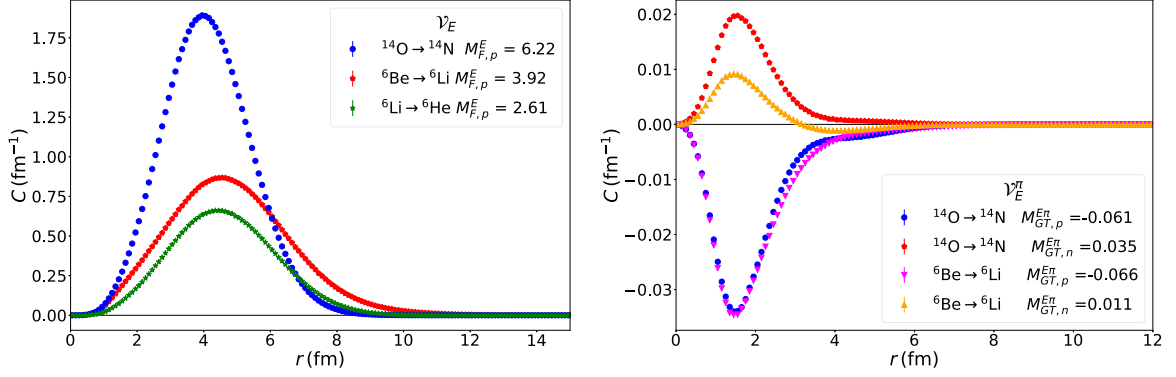 𝒱_E
¹⁴O → ¹⁴N M^E_{F,p} = 6.22
⁶Be → ⁶Li M^E_{F,p} = 3.92
⁶Li → ⁶He M^E_{F,p} = 2.61
C (fm⁻¹)
1.75
1.50
1.25
1.00
0.75
0.50
0.25
0.00
0 2 4 6 8 10 12 14
r (fm)
C (fm⁻¹)
0.02
0.01
0.00
−0.01
−0.02
−0.03
𝒱^π_E
¹⁴O → ¹⁴N M^{Eπ}_{GT,p} =-0.061
¹⁴O → ¹⁴N M^{Eπ}_{GT,n} =0.035
⁶Be → ⁶Li M^{Eπ}_{GT,p} =-0.066
⁶Be → ⁶Li M^{Eπ}_{GT,n} =0.011
0 2 4 6 8 10 12
r (fm)